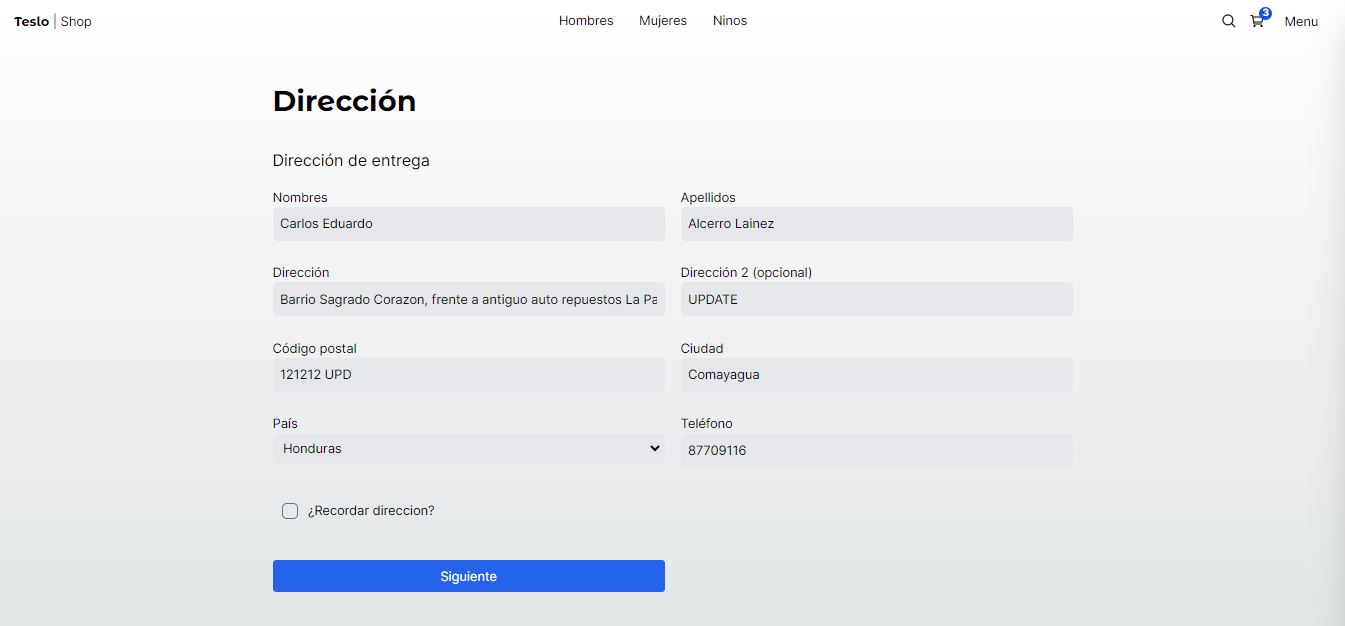 Teslo | Shop Hombres Mujeres Ninos 3 Menu
Dirección
Dirección de entrega
Nombres Apellidos
Carlos Eduardo Alcerro Lainez
Dirección Dirección 2 (opcional)
Barrio Sagrado Corazon, frente a antiguo auto repuestos La Pa UPDATE
Código postal Ciudad
121212 UPD Comayagua
País Teléfono
Honduras 87709116
¿Recordar direccion?
Siguiente